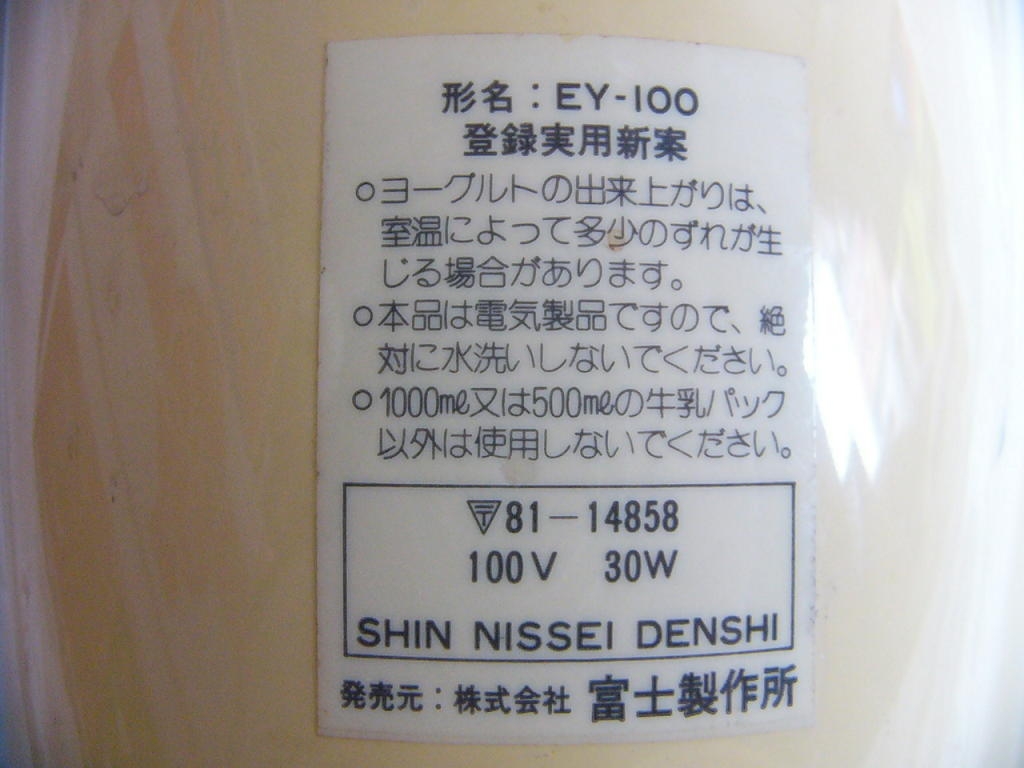 形名：EY-100
登録実用新案
○ヨーグルトの出来上がりは、
室温によって多少のずれが生
じる場合があります。
○本品は電気製品ですので、絶
対に水洗いしないでください。
○1000mℓ又は500mℓの牛乳パック
以外は使用しないでください。
〒81－14858
100V 30W
SHIN NISSEI DENSHI
発売元：株式会社 富士製作所